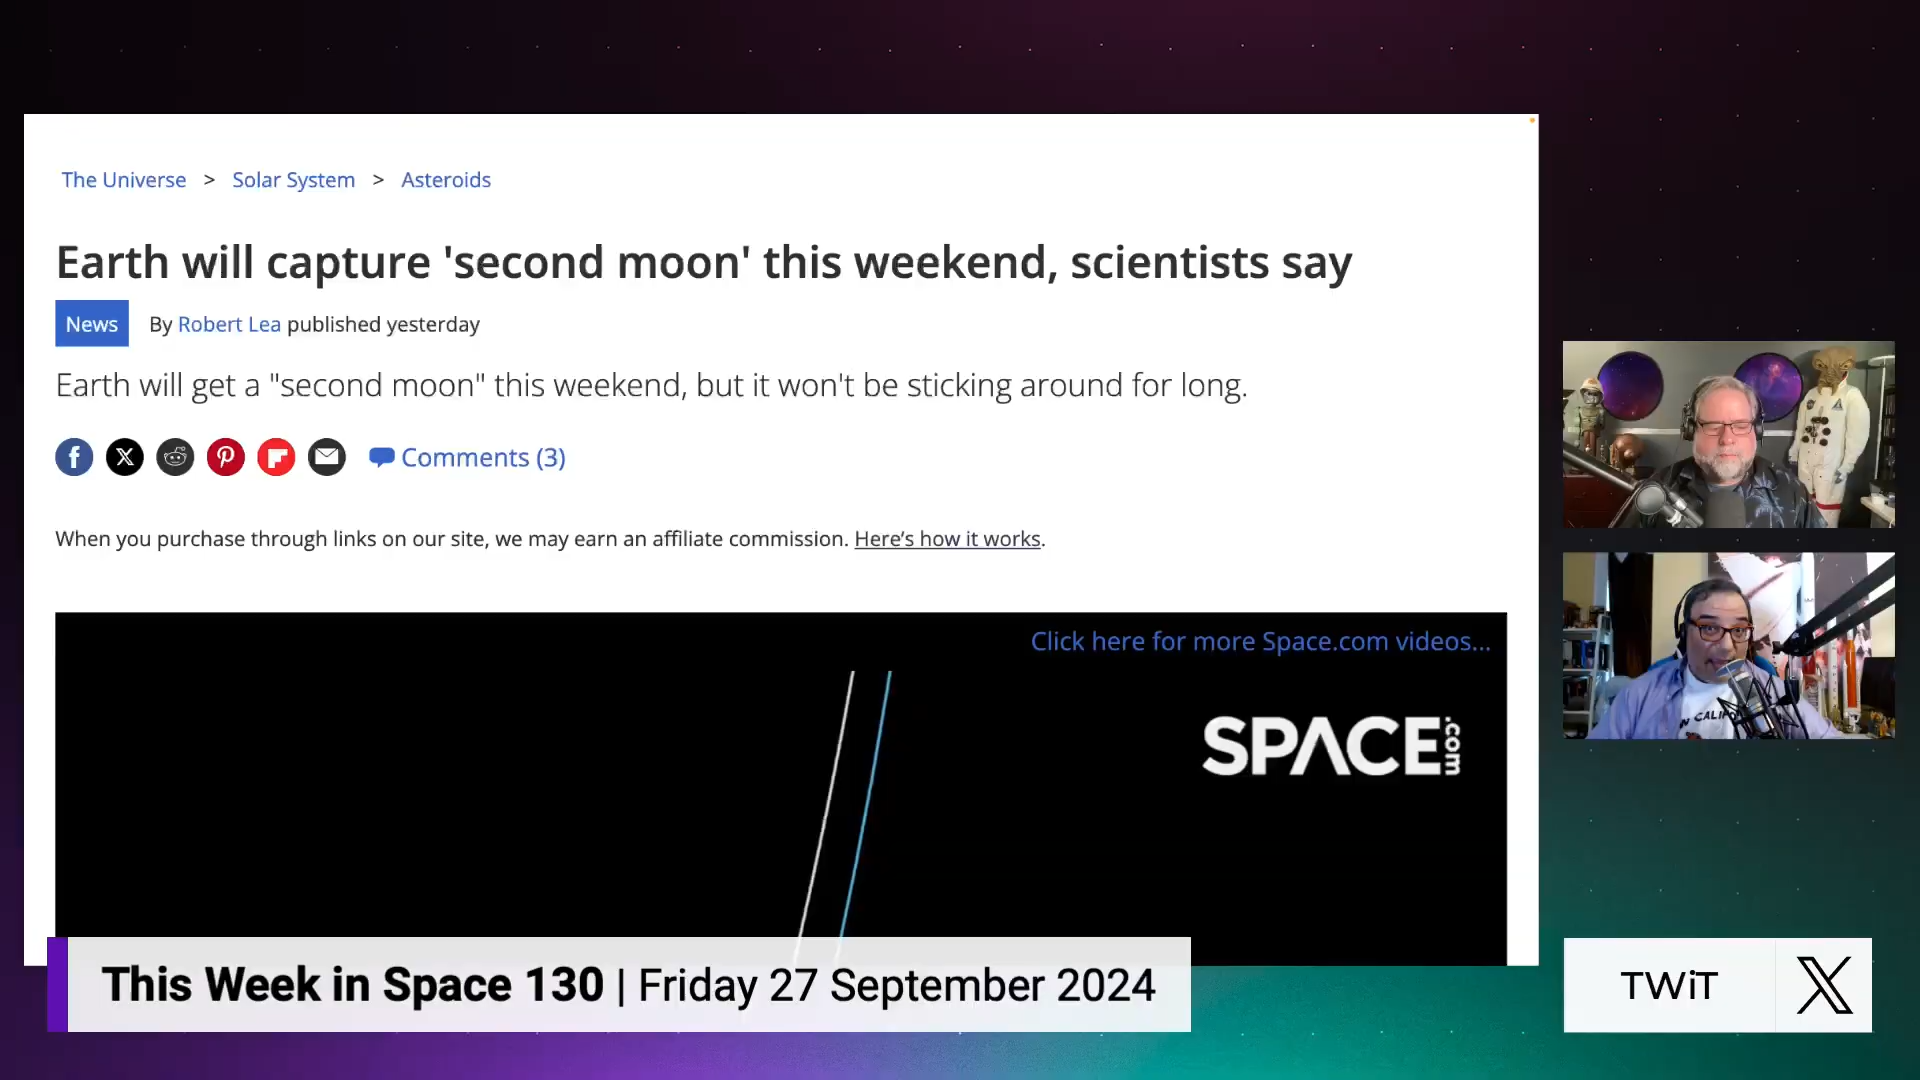 The Universe > Solar System > Asteroids
Earth will capture 'second moon' this weekend, scientists say
News By Robert Lea published yesterday
Earth will get a "second moon" this weekend, but it won't be sticking around for long.
Comments (3)
When you purchase through links on our site, we may earn an affiliate commission. Here’s how it works.
Click here for more Space.com videos...
SPACE.com
CALIF
This Week in Space 130 | Friday 27 September 2024
TWiT X